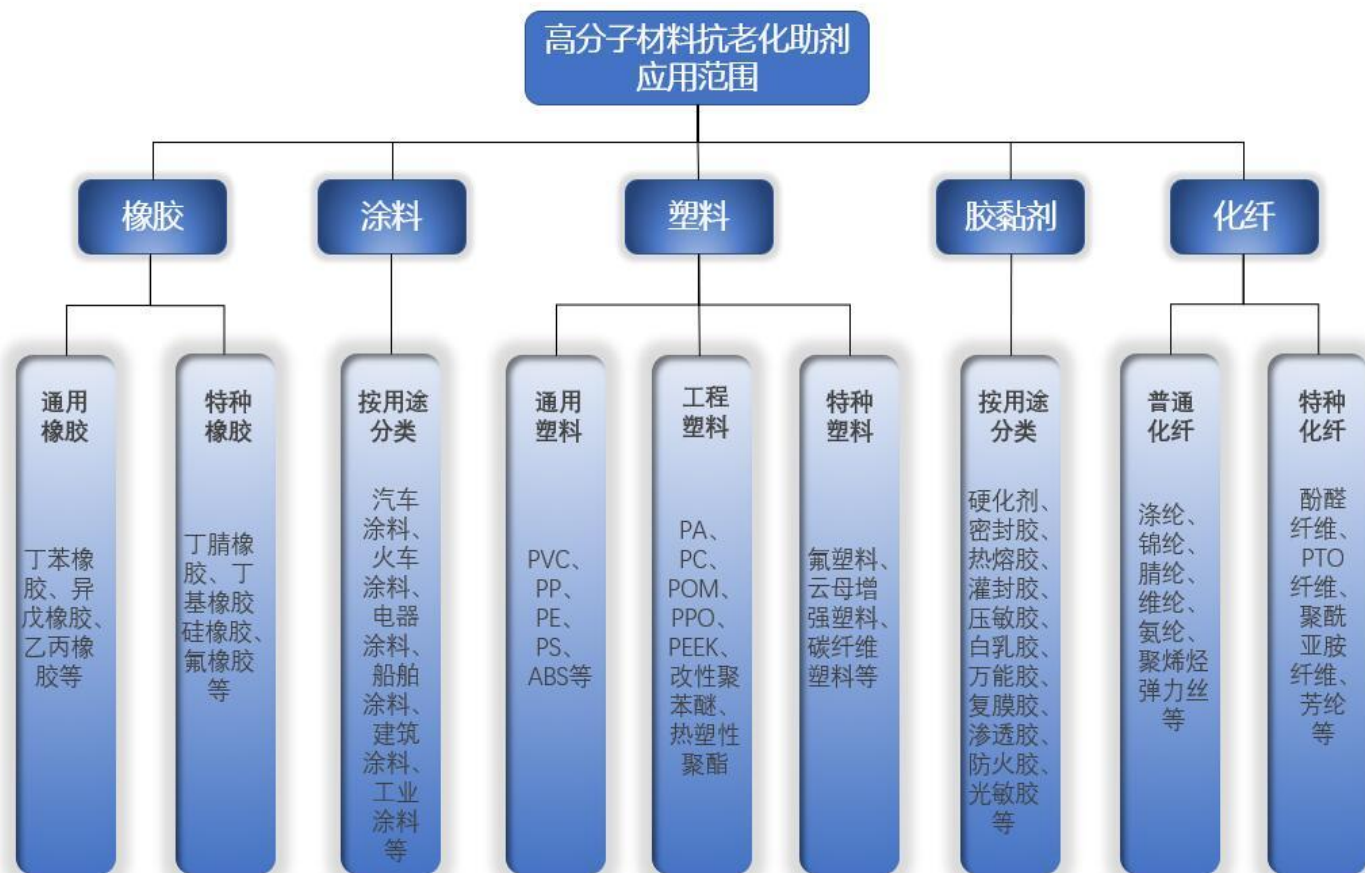 高分子材料抗老化助剂
应用范围
橡胶
涂料
塑料
胶黏剂
化纤
通用
橡胶
丁苯橡
胶、异
戊橡胶、
乙丙橡
胶等
特种
橡胶
丁腈橡
胶、丁
基橡胶
硅橡胶、
氟橡胶
等
按用途
分类
汽车
涂料、
火车
涂料、
电器
涂料、
船舶
涂料、
建筑
涂料、
工业
涂料
等
通用
塑料
PVC、
PP、
PE、
PS、
ABS等
工程
塑料
PA、
PC、
POM、
PPO、
PEEK、
改性聚
苯醚、
热塑性
聚酯
特种
塑料
氟塑料、
云母增
强塑料、
碳纤维
塑料等
按用途
分类
硬化剂、
密封胶、
热熔胶、
灌封胶、
压敏胶、
白乳胶、
万能胶、
复膜胶、
渗透胶、
防火胶、
光敏胶
等
普通
化纤
涤纶、
锦纶、
腈纶、
维纶、
氨纶、
聚烯烃
弹力丝
等
特种
化纤
酚醛
纤维、
PTO
纤维、
聚酰
亚胺
纤维、
芳纶
等